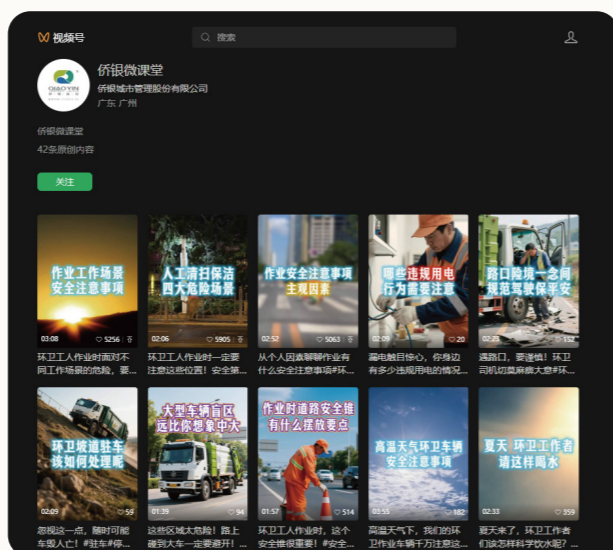 视频号
搜索
QIAOYIN
侨银微课堂
侨银城市管理股份有限公司
广东 广州
侨银微课堂
42条原创内容
关注
作业工作场景
安全注意事项
03:08
5256
环卫工人作业时面对不
同工作场景的危险，要...
人工清扫保洁
四大危险场景
02:06
5905
环卫工人作业时一定要
注意这些位置！安全第...
作业安全注意事项
主观因素
02:52
5063
从个人因素聊聊作业有
什么安全注意事项#环...
哪些违规用电
行为需要注意
02:09
20
漏电触目惊心，你身边
有多少违规用电的情况...
路口险境一念间
规范驾驶保平安
02:23
152
遇路口，要谨慎！环卫
司机切莫麻痹大意#环...
环卫坡道驻车
该如何处理呢
02:09
59
忽视这一点，随时可能
车毁人亡！#驻车#停...
大型车辆盲区
远比你想象中大
01:39
94
这些区域太危险！路上
碰到大车一定要避开！...
作业时道路安全锥
有什么摆放要点
01:57
514
环卫工人作业时，这个
安全锥很重要！#安全...
高温天气环卫车辆
安全注意事项
03:55
182
高温天气下，我们的环
卫作业车辆千万注意这...
夏天 环卫工作者
请这样喝水
02:33
359
夏天来了，环卫工作者
们该怎样科学饮水呢？...